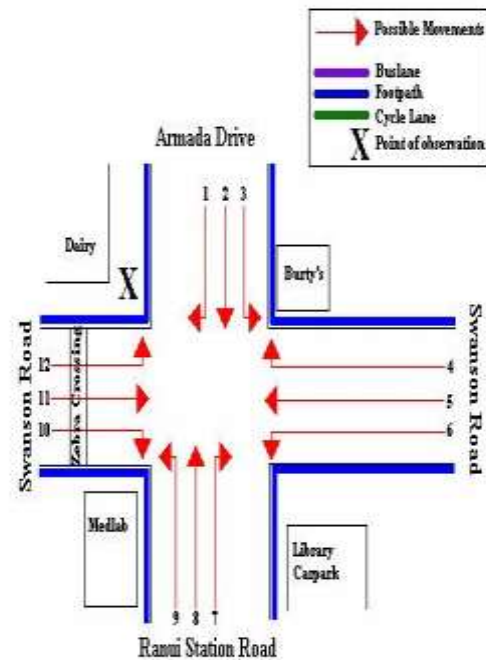 Possible Movements
Buslane
Footpath
Cycle Lane
X Point of observation
Armada Drive
1 2 3
Dairy
X
Burty's
Swanson Road
Swanson Road
Zebra Crossing
12
11
10
4
5
6
Medlab
Library
Carpark
9 8 7
Ranui Station Road